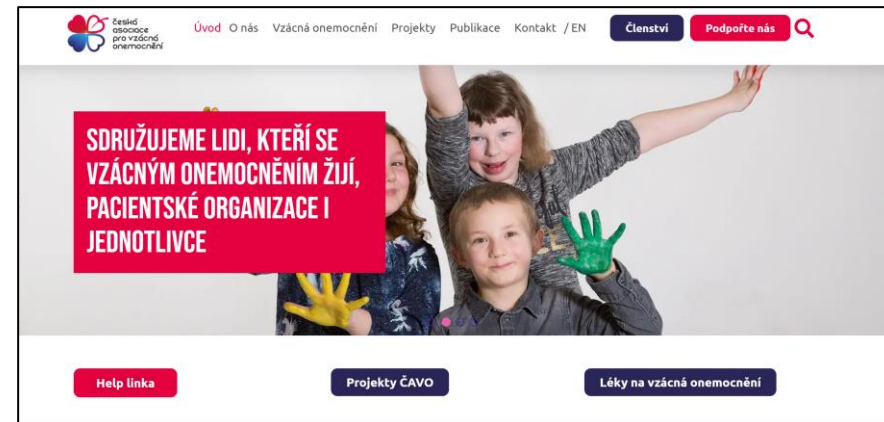 česká
asociace
pro vzácná
onemocnění
Úvod O nás Vzácná onemocnění Projekty Publikace Kontakt / EN Členství Podpořte nás
SDRUŽUJEME LIDI, KTEŘÍ SE
VZÁCNÝM ONEMOCNĚNÍM ŽIJÍ,
PACIENTSKÉ ORGANIZACE I
JEDNOTLIVCE
Help linka Projekty ČAVO Léky na vzácná onemocnění